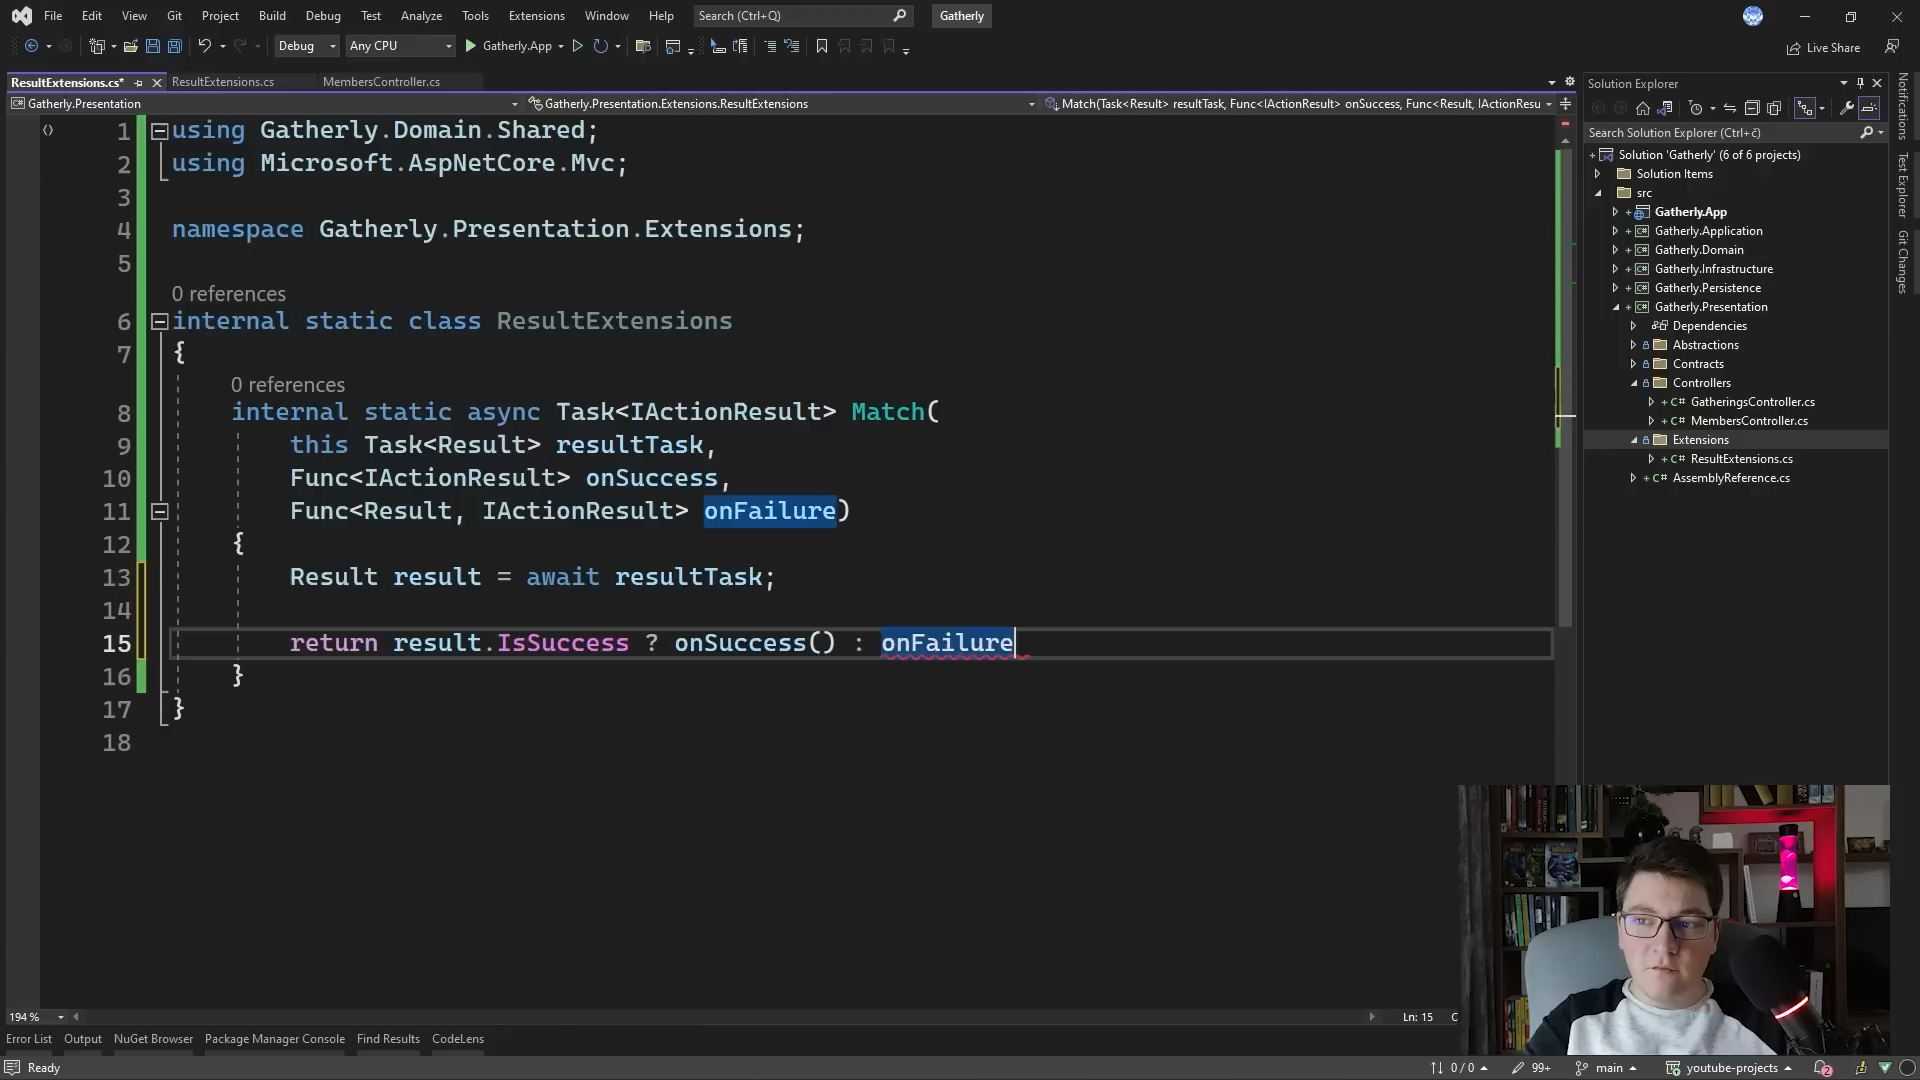 File Edit View Git Project Build Debug Test Analyze Tools Extensions Window Help Search (Ctrl+Q) Gatherly
Debug Any CPU Gatherly.App Live Share
ResultExtensions.cs* ResultExtensions.cs MembersController.cs
Gatherly.Presentation Gatherly.Presentation.Extensions.ResultExtensions Match(Task<Result> resultTask, Func<IActionResult> onSuccess, Func<Result, IActionResu
1 using Gatherly.Domain.Shared;
2 using Microsoft.AspNetCore.Mvc;
3
4 namespace Gatherly.Presentation.Extensions;
5
0 references
6 internal static class ResultExtensions
7 {
0 references
8 internal static async Task<IActionResult> Match(
9 this Task<Result> resultTask,
10 Func<IActionResult> onSuccess,
11 Func<Result, IActionResult> onFailure)
12 {
13 Result result = await resultTask;
14
15 return result.IsSuccess ? onSuccess() : onFailure
16 }
17 }
18
194 % Ln: 15 C
Solution Explorer
Search Solution Explorer (Ctrl+č)
Solution 'Gatherly' (6 of 6 projects)
Solution Items
src
Gatherly.App
Gatherly.Application
Gatherly.Domain
Gatherly.Infrastructure
Gatherly.Persistence
Gatherly.Presentation
Dependencies
Abstractions
Contracts
Controllers
C# GatheringsController.cs
C# MembersController.cs
Extensions
C# ResultExtensions.cs
C# AssemblyReference.cs
Notifications
Test Explorer
Git Changes
Error List Output NuGet Browser Package Manager Console Find Results CodeLens
Ready 0 / 0 99+ main youtube-projects 2